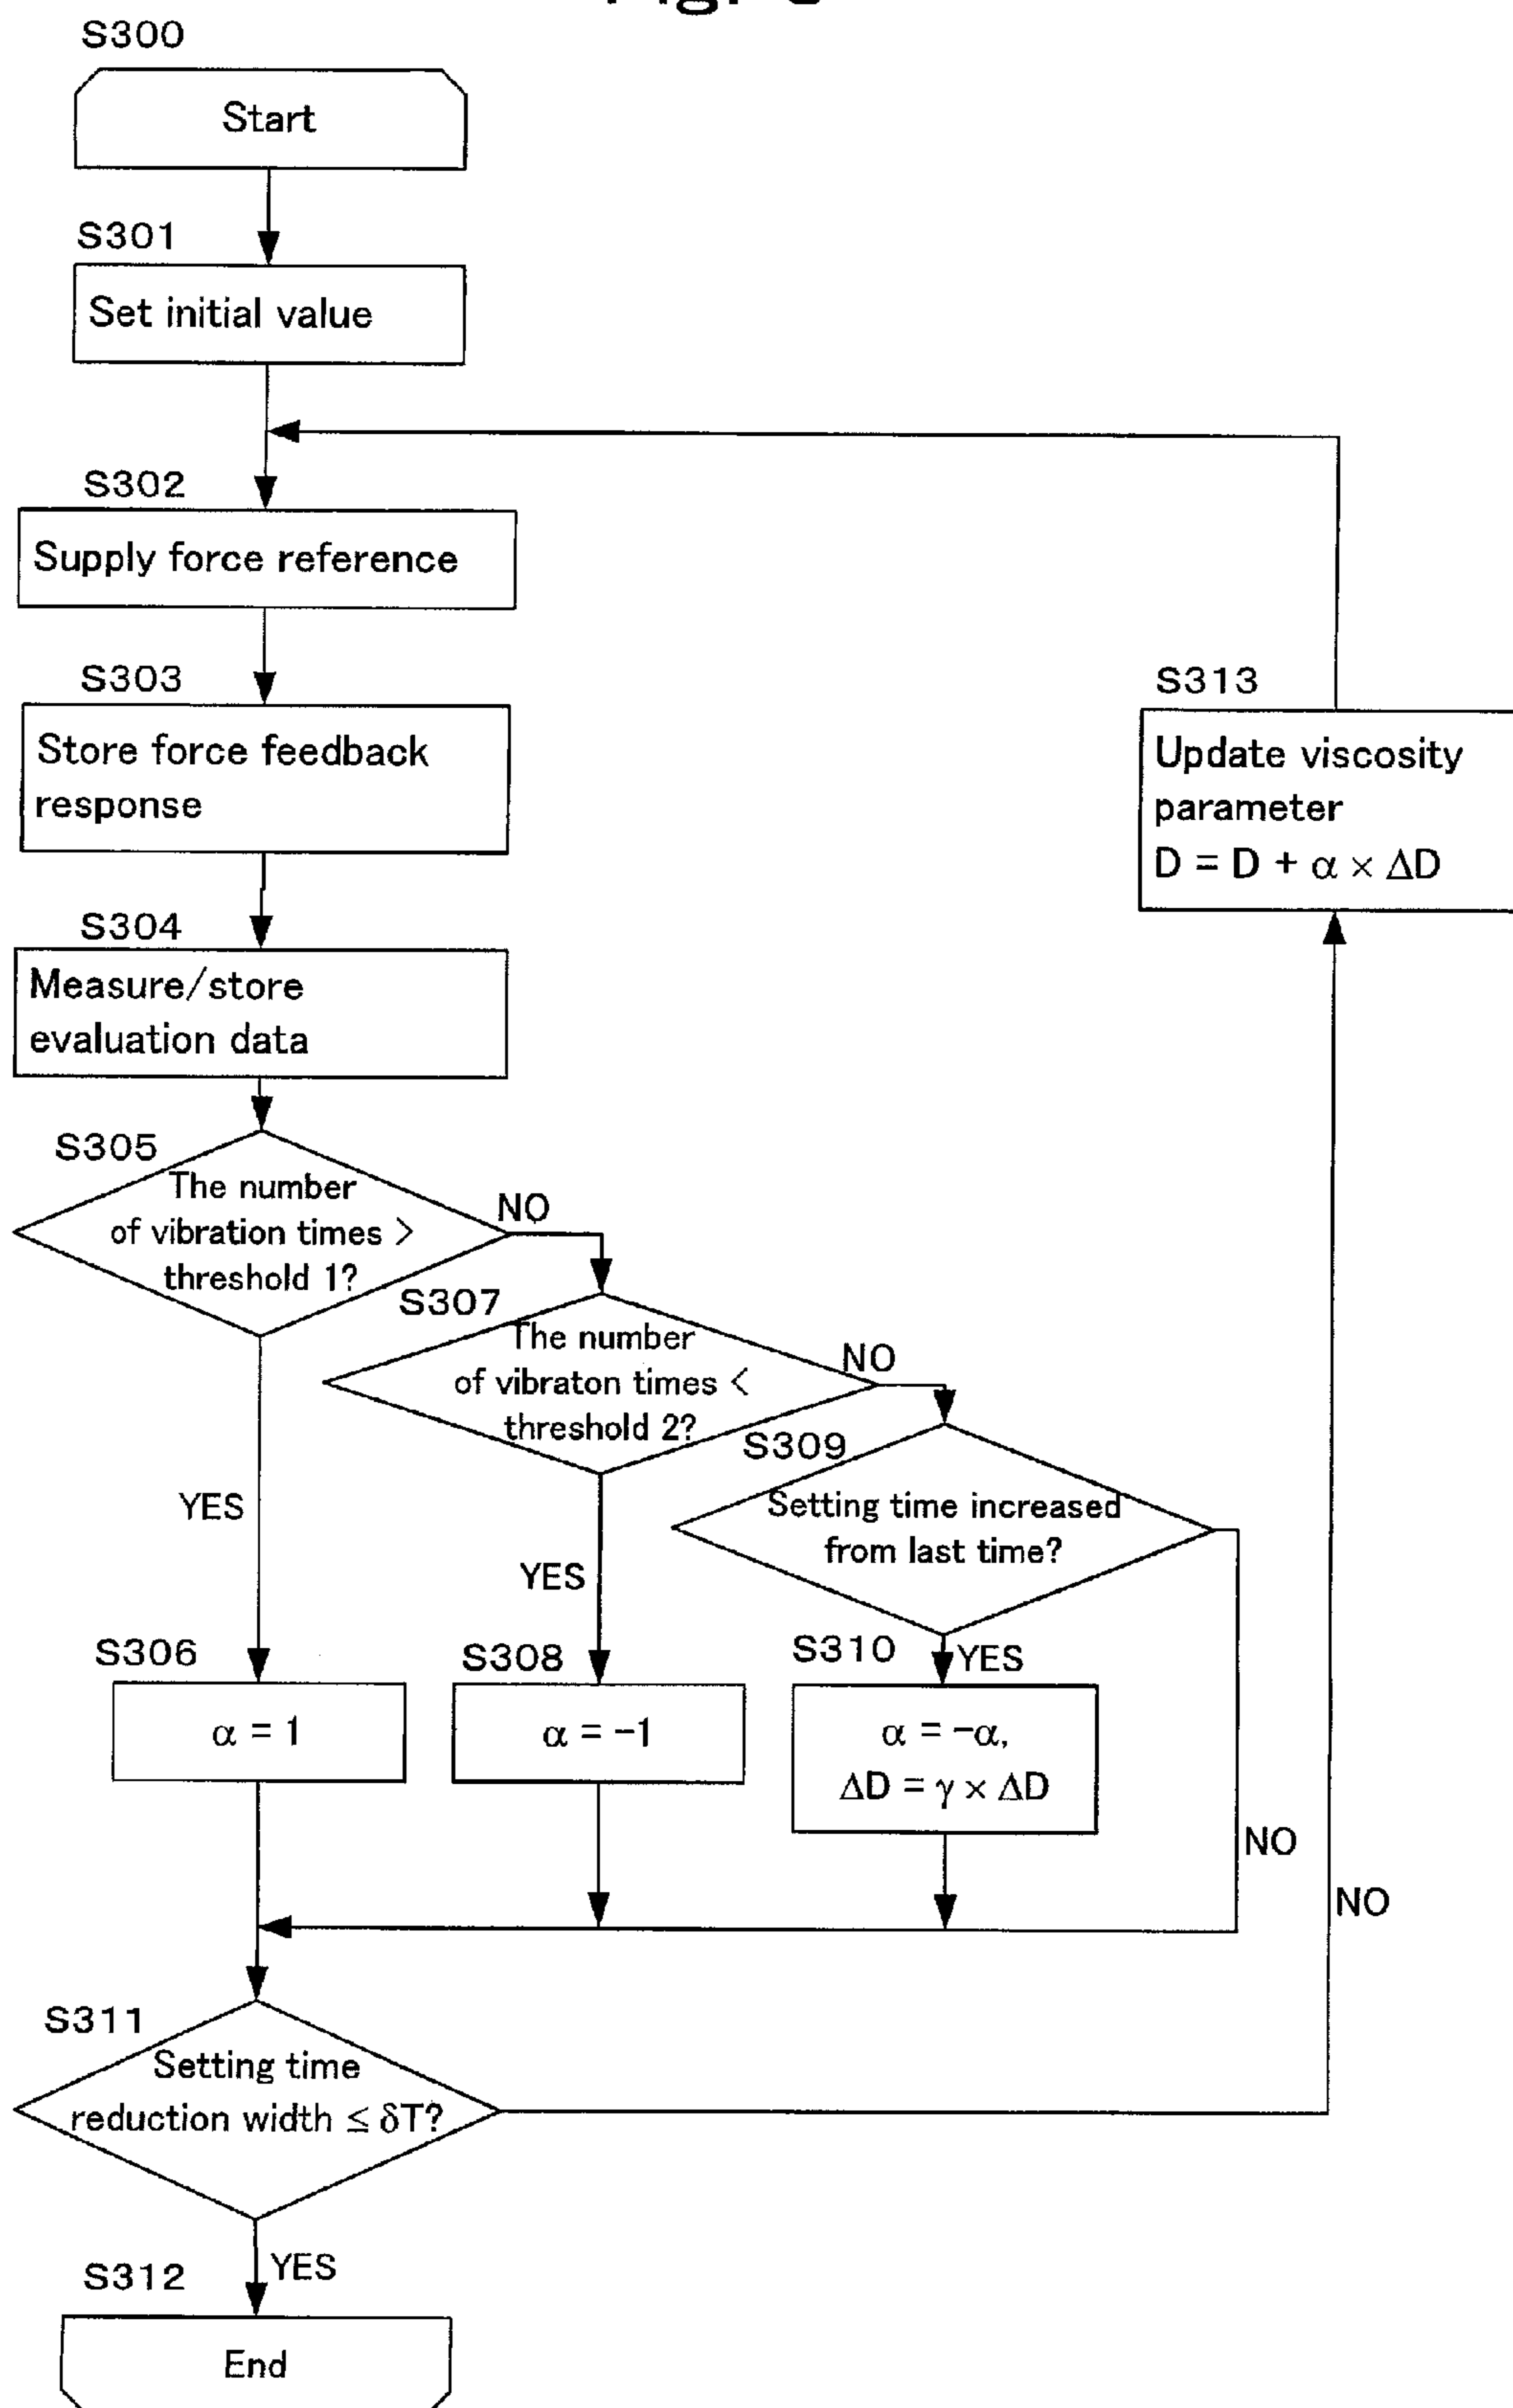 S300
Start
S301
Set initial value
S302
Supply force reference
S303
Store force feedback
response
S313
Update viscosity
parameter
D = D + α × ΔD
S304
Measure/store
evaluation data
S305
The number
of vibration times >
threshold 1?
NO
S307
The number
of vibraton times <
threshold 2?
NO
S309
Setting time increased
from last time?
YES
YES
YES
S306
α = 1
S308
α = -1
S310
α = -α,
ΔD = γ × ΔD
NO
NO
S311
Setting time
reduction width ≤ δT?
YES
S312
End